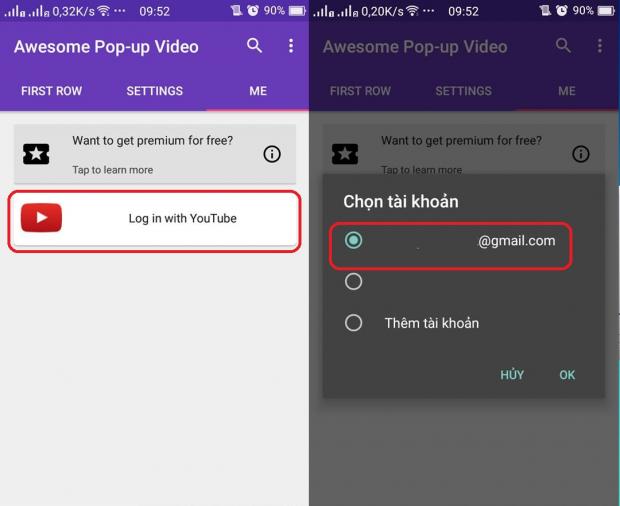 0,32K/s ··· 09:52 90%
Awesome Pop-up Video
FIRST ROW SETTINGS ME
Want to get premium for free?
Tap to learn more
Log in with YouTube
0,20K/s ··· 09:52 90%
Awesome Pop-up Video
FIRST ROW SETTINGS ME
Want to get premium for free?
Tap to learn more
Chọn tài khoản
@gmail.com
Thêm tài khoản
HỦY OK